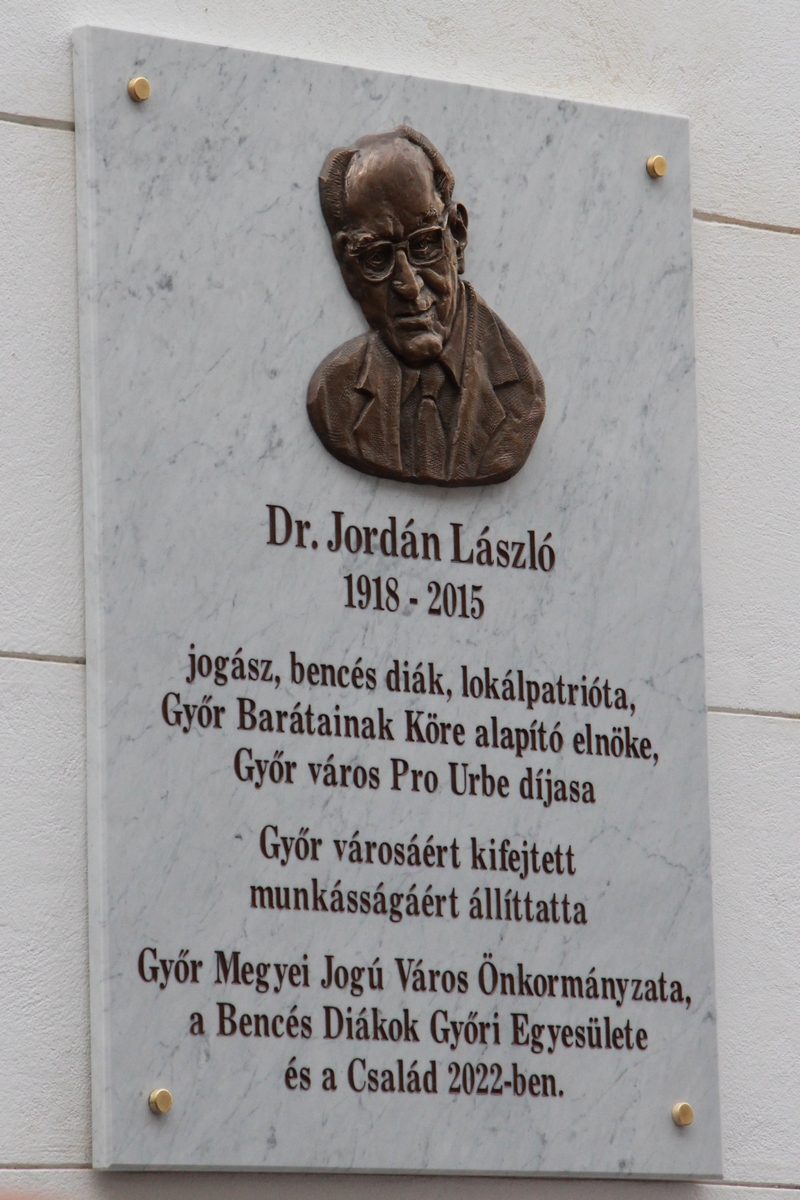 Dr. Jordán László
1918 - 2015
jogász, bencés diák, lokálpatrióta,
Győr Barátainak Köre alapító elnöke,
Győr város Pro Urbe díjasa
Győr városáért kifejtett
munkásságáért állíttatta
Győr Megyei Jogú Város Önkormányzata,
a Bencés Diákok Győri Egyesülete
és a Család 2022-ben.